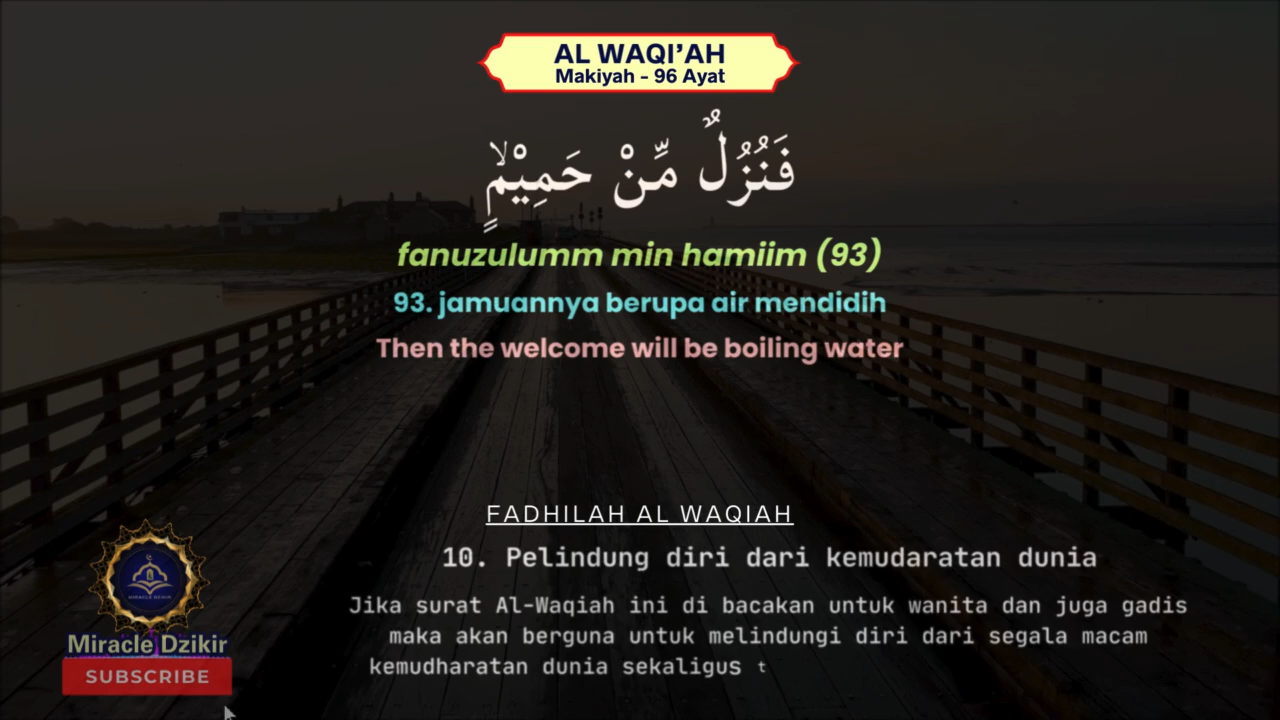 AL WAQI’AH
Makiyah - 96 Ayat
فَنُزُلٌ مِّنْ حَمِيْمٍۙ
fanuzulumm min hamiim (93)
93. jamuannya berupa air mendidih
Then the welcome will be boiling water
FADHILAH AL WAQIAH
10. Pelindung diri dari kemudaratan dunia
Jika surat Al-Waqiah ini di bacakan untuk wanita dan juga gadis
maka akan berguna untuk melindungi diri dari segala macam
kemudharatan dunia sekaligus t
MIRACLE DZIKIR
Miracle Dzikir
SUBSCRIBE